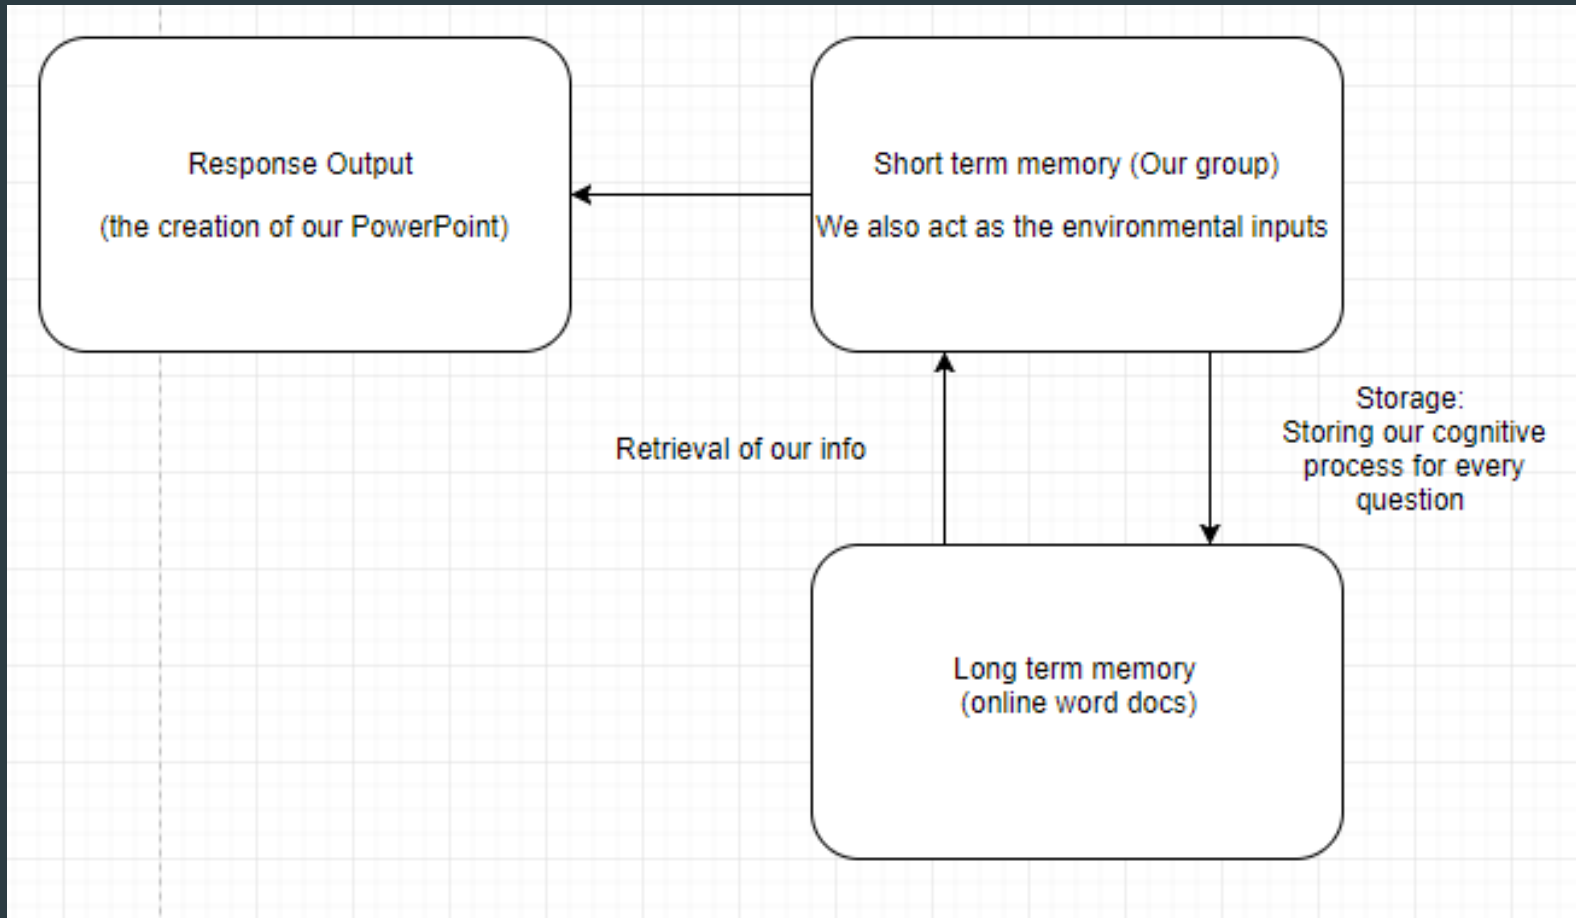 Response Output
(the creation of our PowerPoint)
Short term memory (Our group)
We also act as the environmental inputs
Retrieval of our info
Storage:
Storing our cognitive
process for every
question
Long term memory
(online word docs)